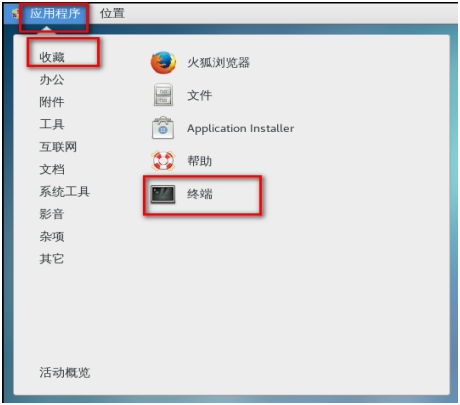 应用程序 位置
收藏
办公
附件
工具
互联网
文档
系统工具
影音
杂项
其它
火狐浏览器
文件
Application Installer
帮助
终端
活动概览